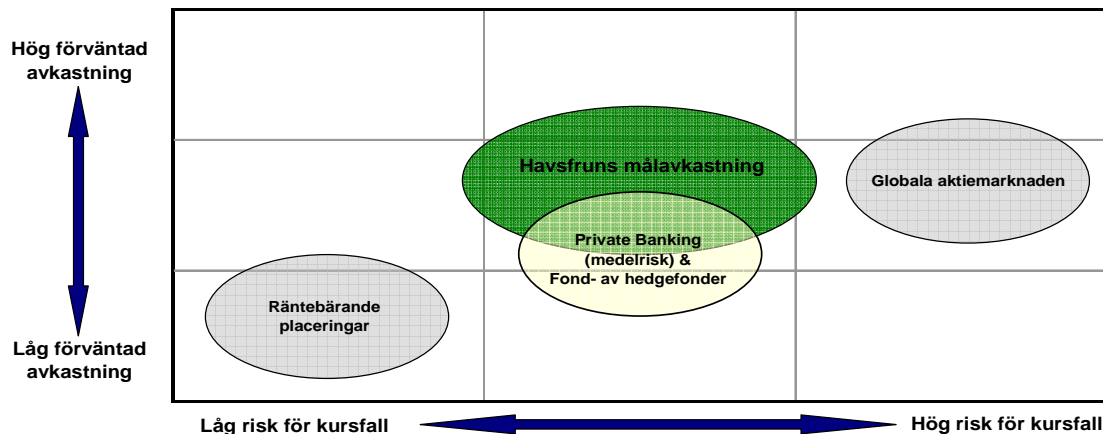 Hög förväntad
avkastning
Havsfruns målavkastning
Globala aktiemarknaden
Private Banking
(medelrisk) &
Fond- av hedgefonder
Räntebärande
placeringar
Låg förväntad
avkastning
Låg risk för kursfall
Hög risk för kursfall